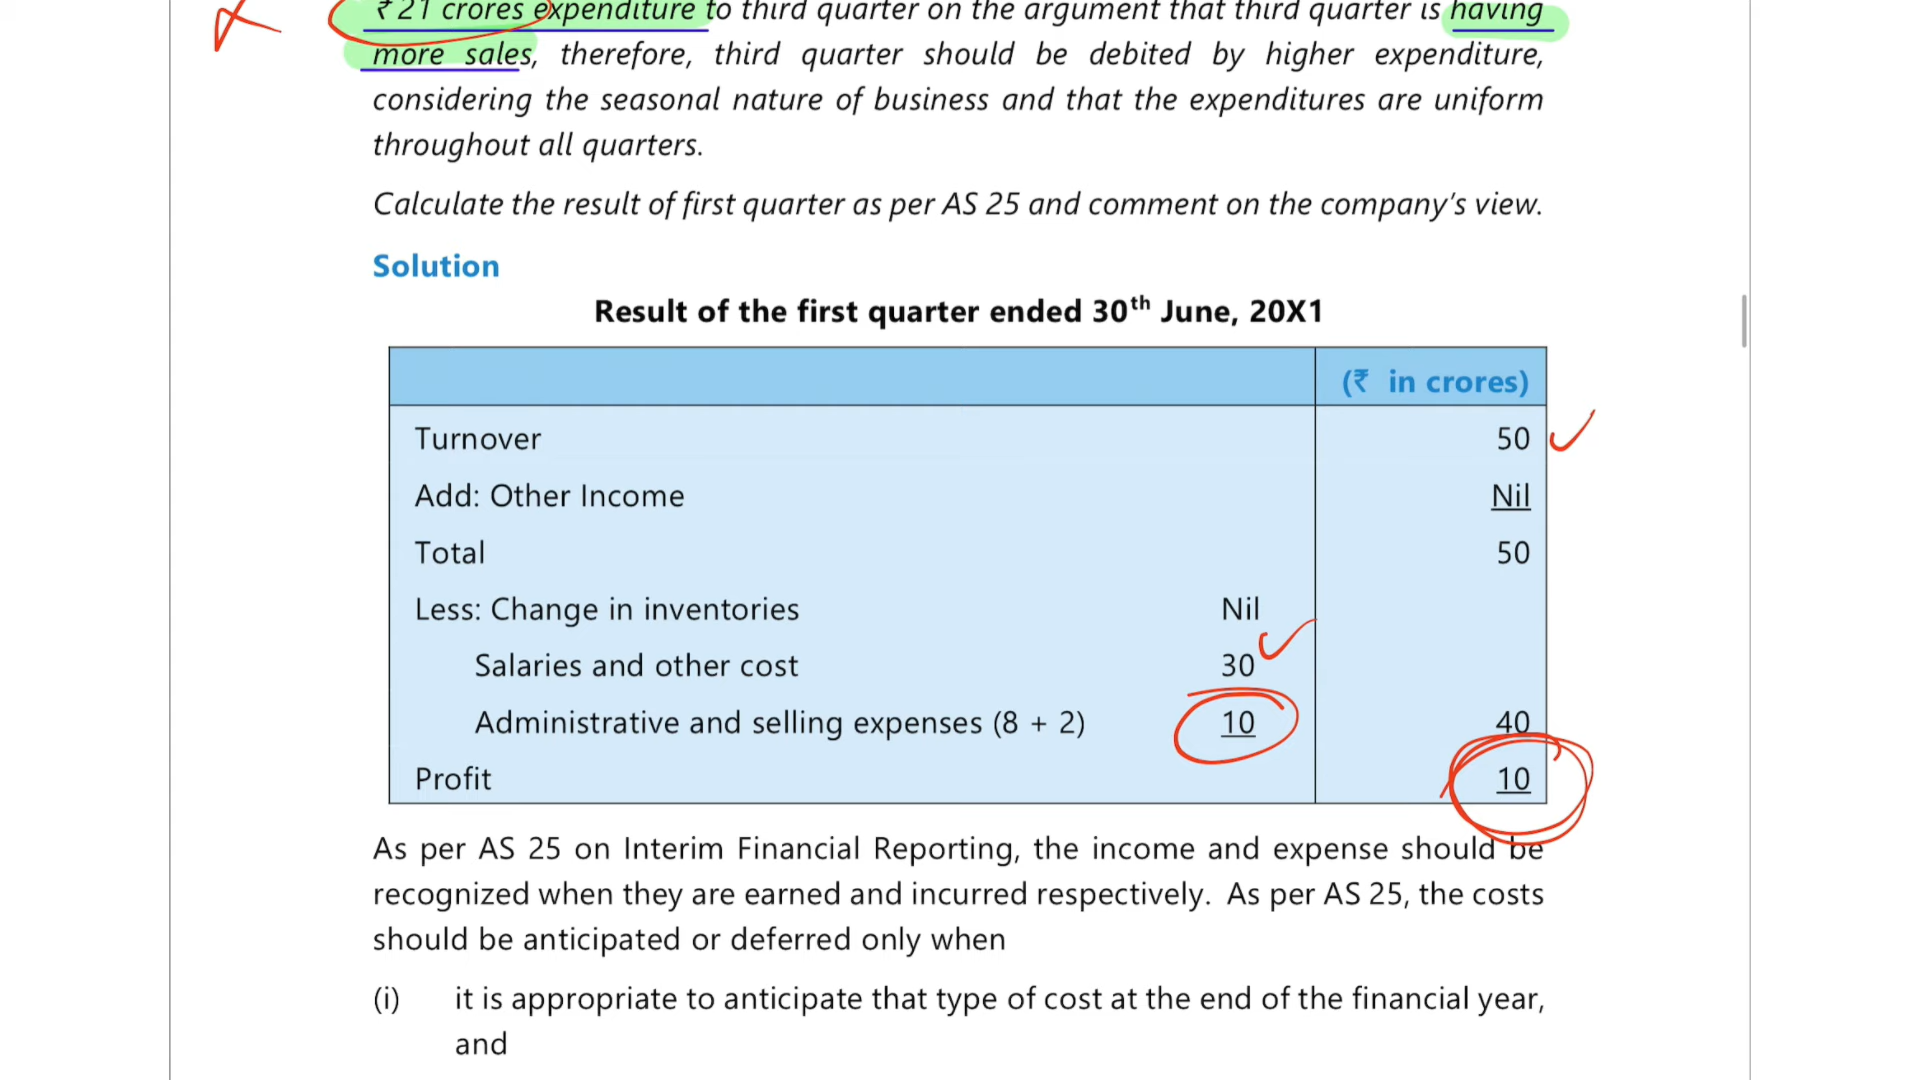 ₹ 21 crores expenditure to third quarter on the argument that third quarter is having
more sales, therefore, third quarter should be debited by higher expenditure,
considering the seasonal nature of business and that the expenditures are uniform
throughout all quarters.
Calculate the result of first quarter as per AS 25 and comment on the company's view.
Solution
Result of the first quarter ended 30th June, 20X1
(₹ in crores)
Turnover 50
Add: Other Income Nil
Total 50
Less: Change in inventories Nil
Salaries and other cost 30
Administrative and selling expenses (8 + 2) 10 40
Profit 10
As per AS 25 on Interim Financial Reporting, the income and expense should be
recognized when they are earned and incurred respectively. As per AS 25, the costs
should be anticipated or deferred only when
(i) it is appropriate to anticipate that type of cost at the end of the financial year,
and